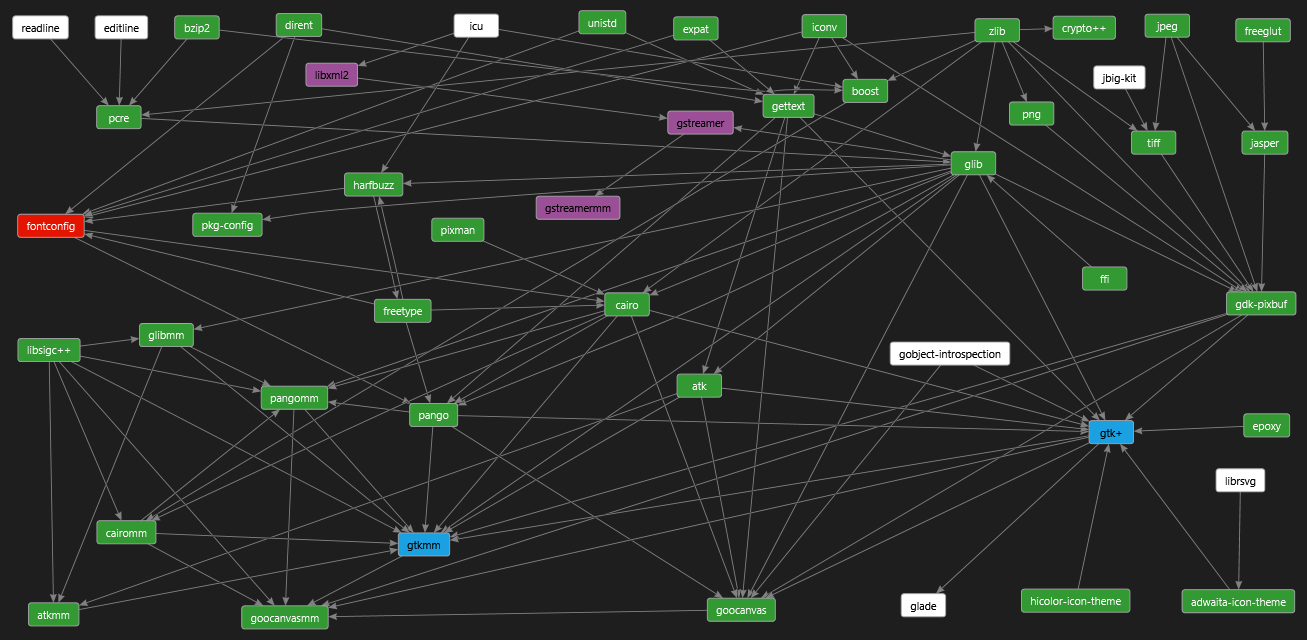 readline
editline
bzip2
dirent
icu
unistd
expat
iconv
zlib
crypto++
jpeg
freeglut
libxml2
jbig-kit
boost
gettext
pcre
gstreamer
png
tiff
jasper
glib
harfbuzz
gstreamermm
fontconfig
pkg-config
pixman
ffi
freetype
cairo
gdk-pixbuf
glibmm
libsigc++
gobject-introspection
atk
pangomm
pango
gtk+
epoxy
librsvg
cairomm
gtkmm
atkmm
goocanvasmm
goocanvas
glade
hicolor-icon-theme
adwaita-icon-theme